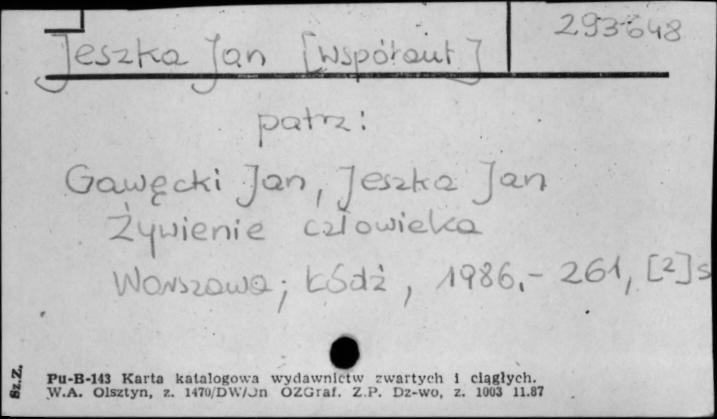 293648
Jeszka Jan [współaut]
patrz:
Gawęcki Jan, Jeszka Jan
Żywienie człowieka
Warszawa; Łódź, 1986.- 261, [2]s
Sz.Z.
Pu-B-143 Karta katalogowa wydawnictw zwartych i ciągłych.
W.A. Olsztyn, z. 1470/DW/Jn OZGraf. Z.P. Dz-wo, z. 1003 11.87